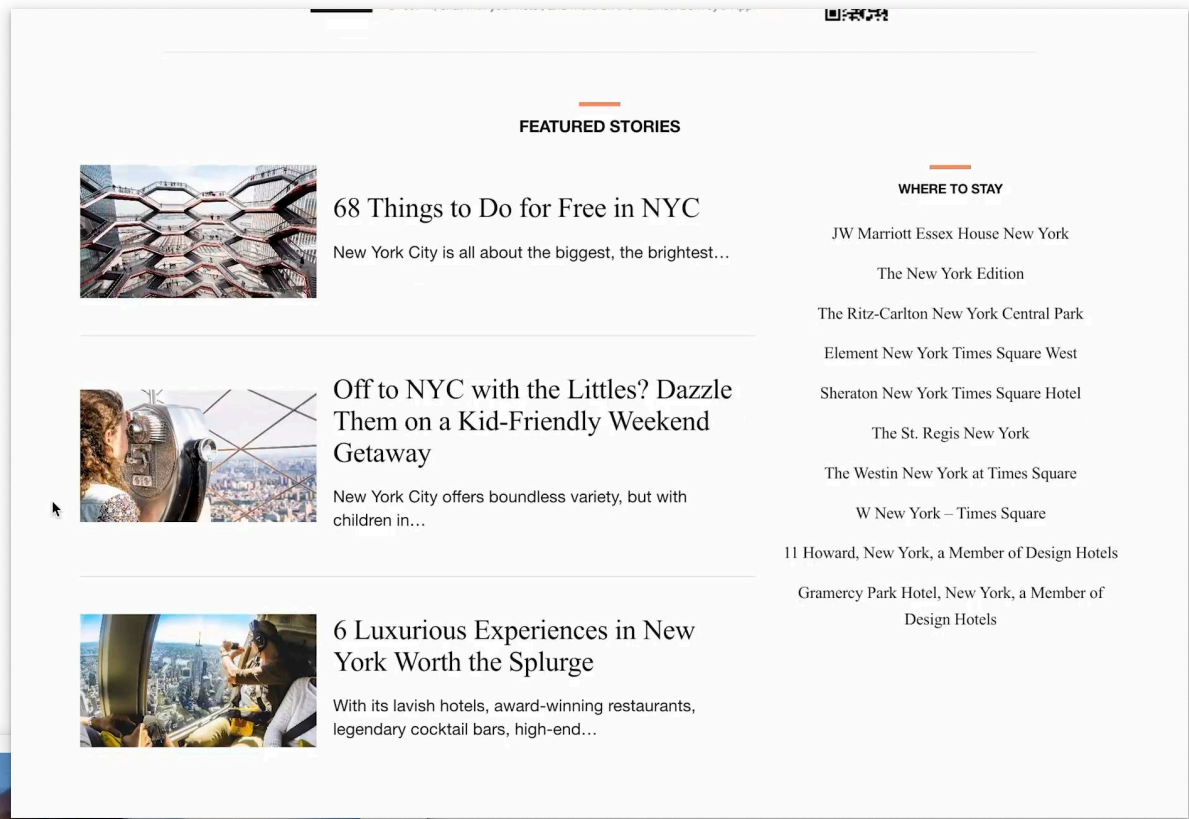 FEATURED STORIES
68 Things to Do for Free in NYC
New York City is all about the biggest, the brightest…
Off to NYC with the Littles? Dazzle
Them on a Kid-Friendly Weekend
Getaway
New York City offers boundless variety, but with
children in…
6 Luxurious Experiences in New
York Worth the Splurge
With its lavish hotels, award-winning restaurants,
legendary cocktail bars, high-end…
WHERE TO STAY
JW Marriott Essex House New York
The New York Edition
The Ritz-Carlton New York Central Park
Element New York Times Square West
Sheraton New York Times Square Hotel
The St. Regis New York
The Westin New York at Times Square
W New York – Times Square
11 Howard, New York, a Member of Design Hotels
Gramercy Park Hotel, New York, a Member of
Design Hotels